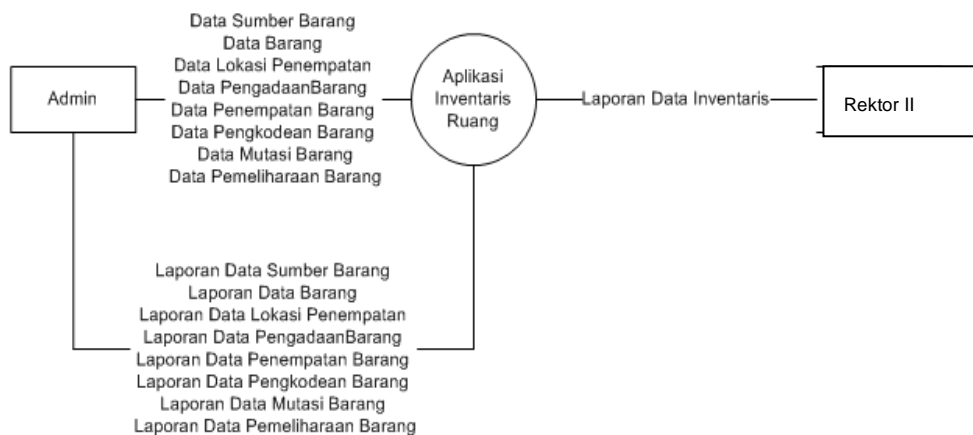 Data Sumber Barang
Data Barang
Data Lokasi Penempatan
Data PengadaanBarang
Data Penempatan Barang
Data Pengkodean Barang
Data Mutasi Barang
Data Pemeliharaan Barang
Admin
Aplikasi
Inventaris
Ruang
Laporan Data Inventaris
Rektor II
Laporan Data Sumber Barang
Laporan Data Barang
Laporan Data Lokasi Penempatan
Laporan Data PengadaanBarang
Laporan Data Penempatan Barang
Laporan Data Pengkodean Barang
Laporan Data Mutasi Barang
Laporan Data Pemeliharaan Barang